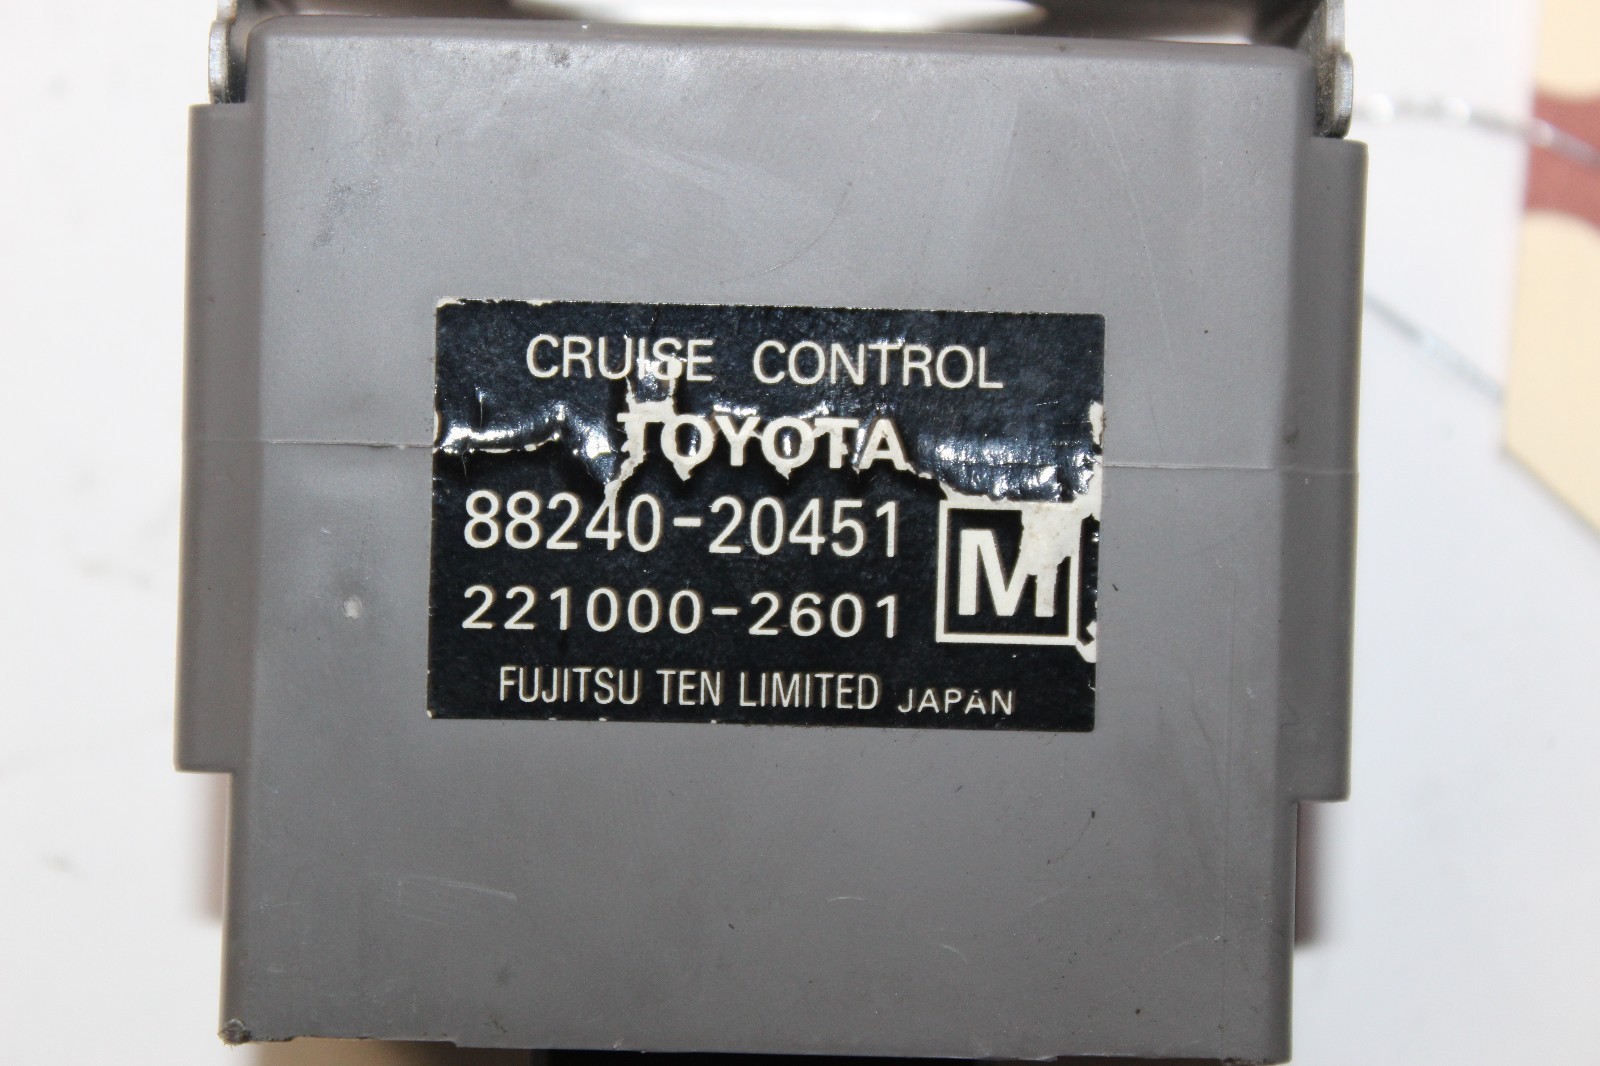 CRUISE CONTROL
TOYOTA
88240-20451
221000-2601
M
FUJITSU TEN LIMITED JAPAN